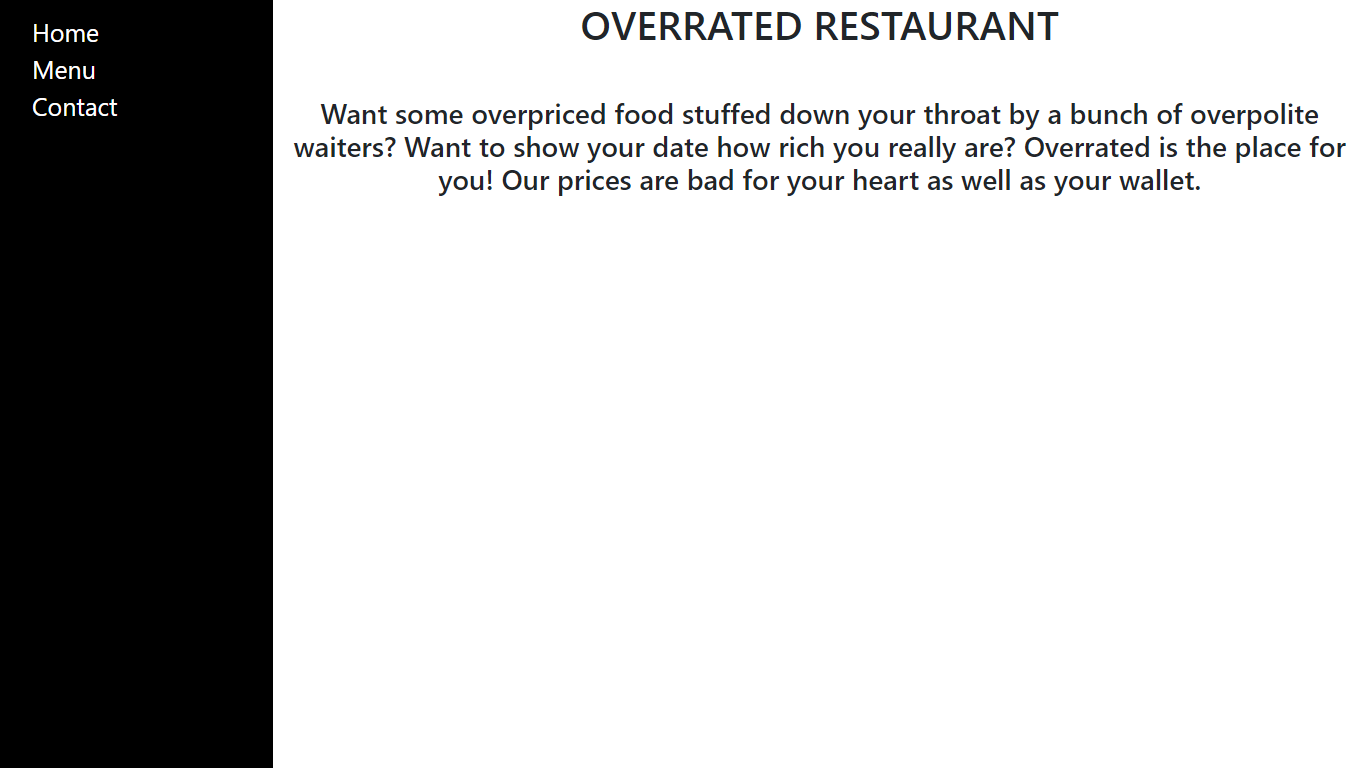 Home
Menu
Contact
OVERRATED RESTAURANT
Want some overpriced food stuffed down your throat by a bunch of overpolite
waiters? Want to show your date how rich you really are? Overrated is the place for
you! Our prices are bad for your heart as well as your wallet.